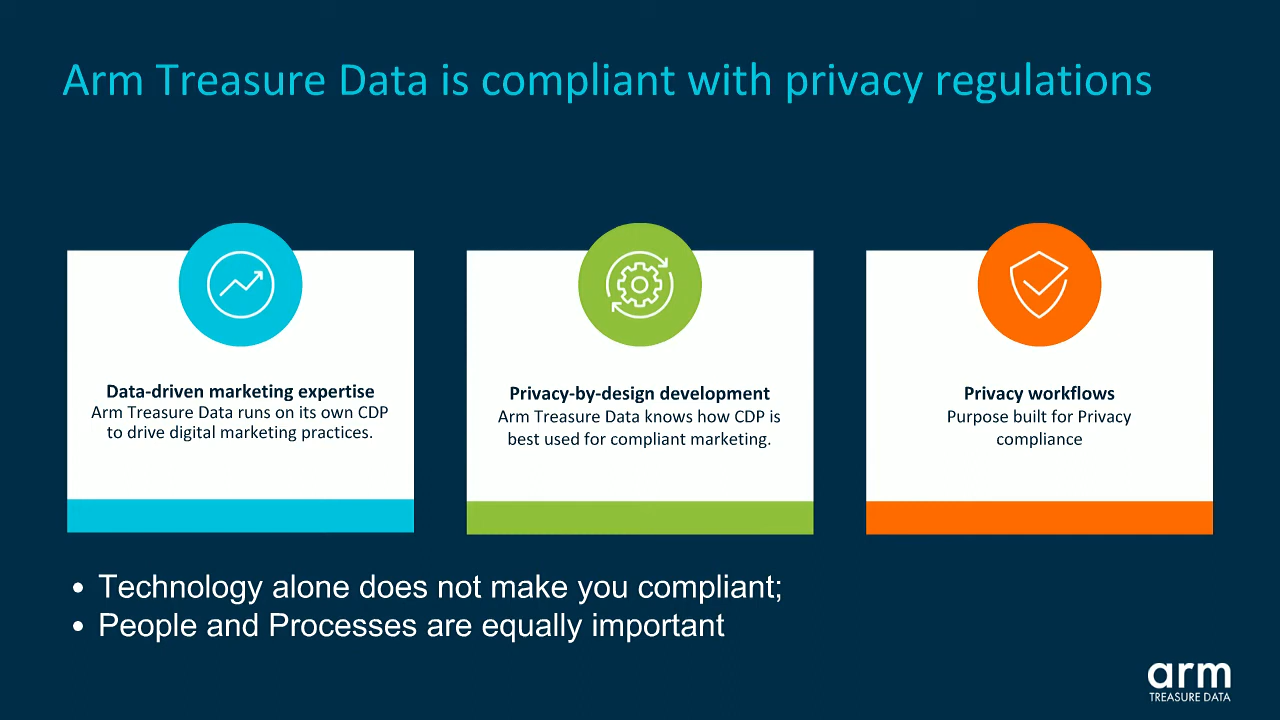 Arm Treasure Data is compliant with privacy regulations
Data-driven marketing expertise
Arm Treasure Data runs on its own CDP
to drive digital marketing practices.
Privacy-by-design development
Arm Treasure Data knows how CDP is
best used for compliant marketing.
Privacy workflows
Purpose built for Privacy
compliance
• Technology alone does not make you compliant;
• People and Processes are equally important
arm
TREASURE DATA